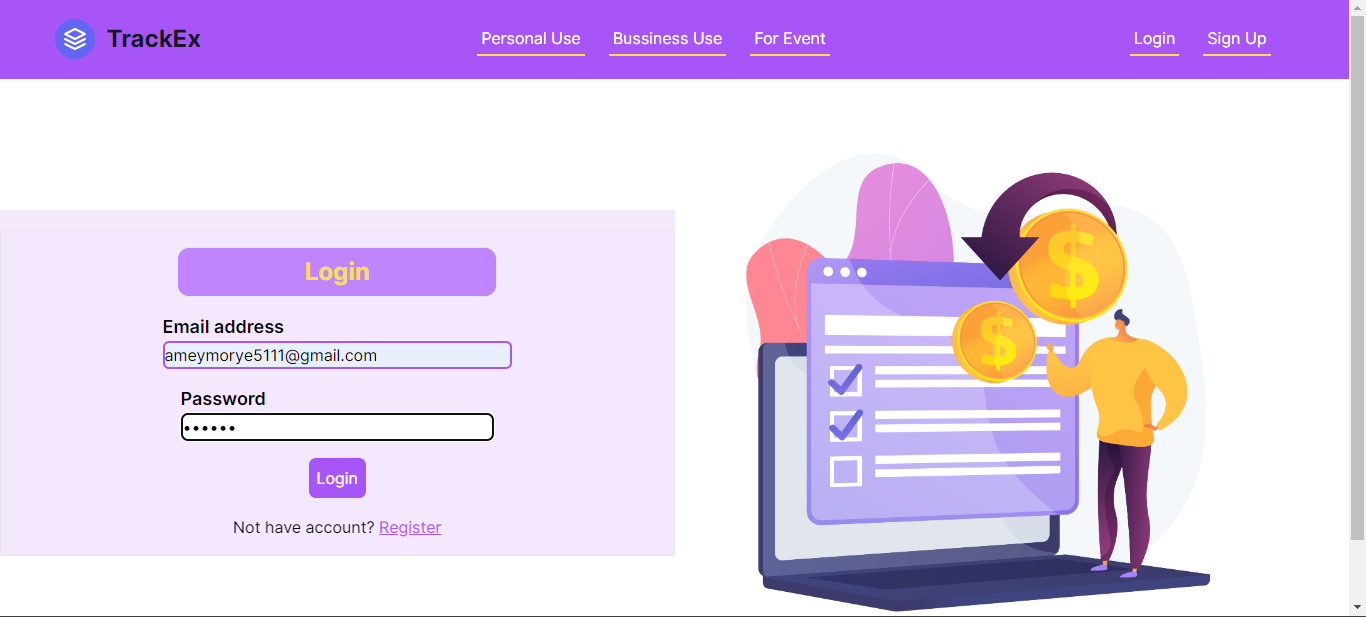 TrackEx
Personal Use
Bussiness Use
For Event
Login
Sign Up
Login
Email address
ameymorye5111@gmail.com
Password
••••••
Login
Not have account? Register
$
$